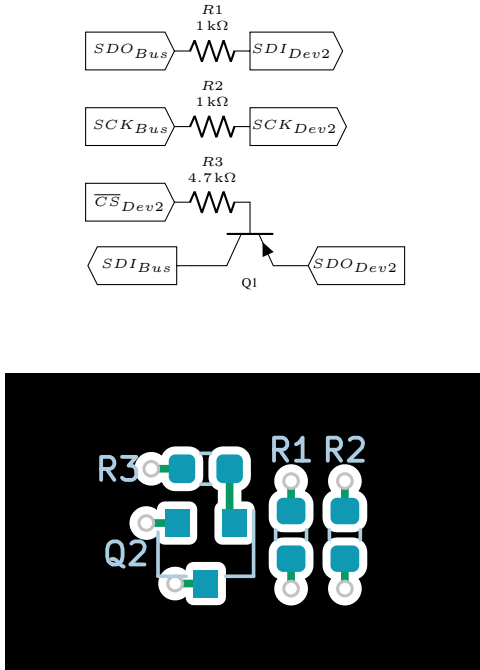 R1
1 kΩ
SDO_Bus SDI_Dev2
R2
1 kΩ
SCK_Bus SCK_Dev2
R3
4.7 kΩ
C̅S̅_Dev2
SDI_Bus SDO_Dev2
Q1
R1 R2
R3
Q2